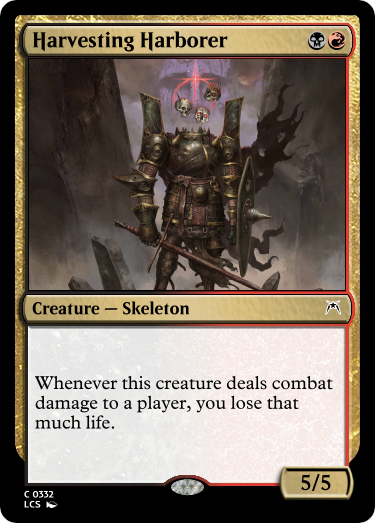 Harvesting Harborer
Creature — Skeleton
Whenever this creature deals combat
damage to a player, you lose that
much life.
5/5
C 0332
LCS